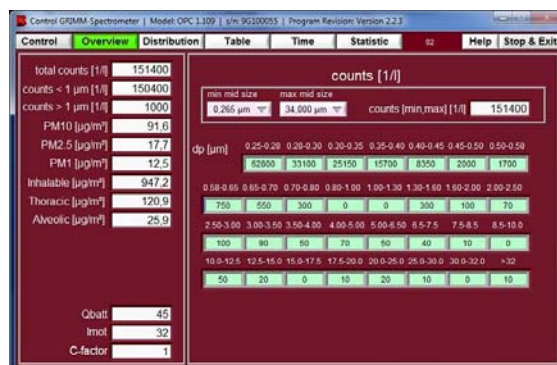 Control GRIMM-Spectrometer | Model: OPC 1.109 | s/n: 9G100055 | Program Revision: Version 2.2.3
Control Overview Distribution Table Time Statistic 02 Help Stop & Exit
total counts [1/l] 151400
counts < 1 µm [1/l] 150400
counts > 1 µm [1/l] 1000
PM10 [µg/m³] 91,6
PM2.5 [µg/m³] 17,7
PM1 [µg/m³] 12,5
Inhalable [µg/m³] 947,2
Thoracic [µg/m³] 120,9
Alveolic [µg/m³] 25,9
Qbatt 45
Imot 32
C-factor 1
counts [1/l]
min mid size max mid size
0,265 µm 34,000 µm counts [min,max] [1/l] 151400
dp [µm] 0.25-0.28 0.28-0.30 0.30-0.35 0.35-0.40 0.40-0.45 0.45-0.50 0.50-0.58
62800 33100 25150 15700 8350 2000 1700
0.58-0.65 0.65-0.70 0.70-0.80 0.80-1.00 1.00-1.30 1.30-1.60 1.60-2.00 2.00-2.50
750 550 300 0 0 300 100 70
2.50-3.00 3.00-3.50 3.50-4.00 4.00-5.00 5.00-6.50 6.5-7.5 7.5-8.5 8.5-10.0
100 90 50 70 50 40 10 0
10.0-12.5 12.5-15.0 15.0-17.5 17.5-20.0 20.0-25.0 25.0-30.0 30.0-32.0 >32
50 20 0 10 20 10 0 10